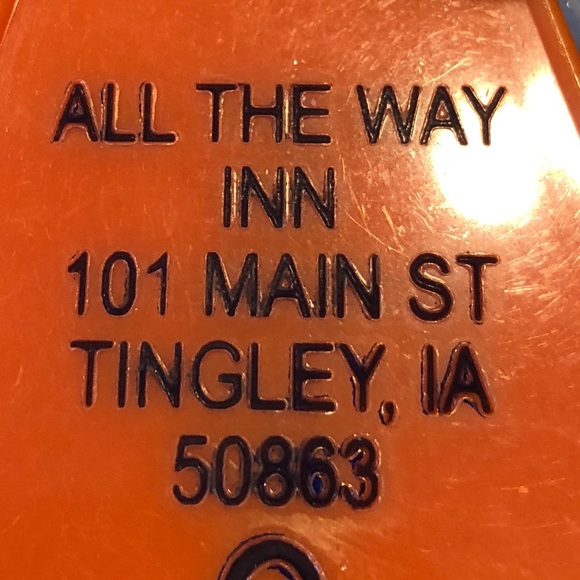 ALL THE WAY
INN
101 MAIN ST
TINGLEY, IA
50863